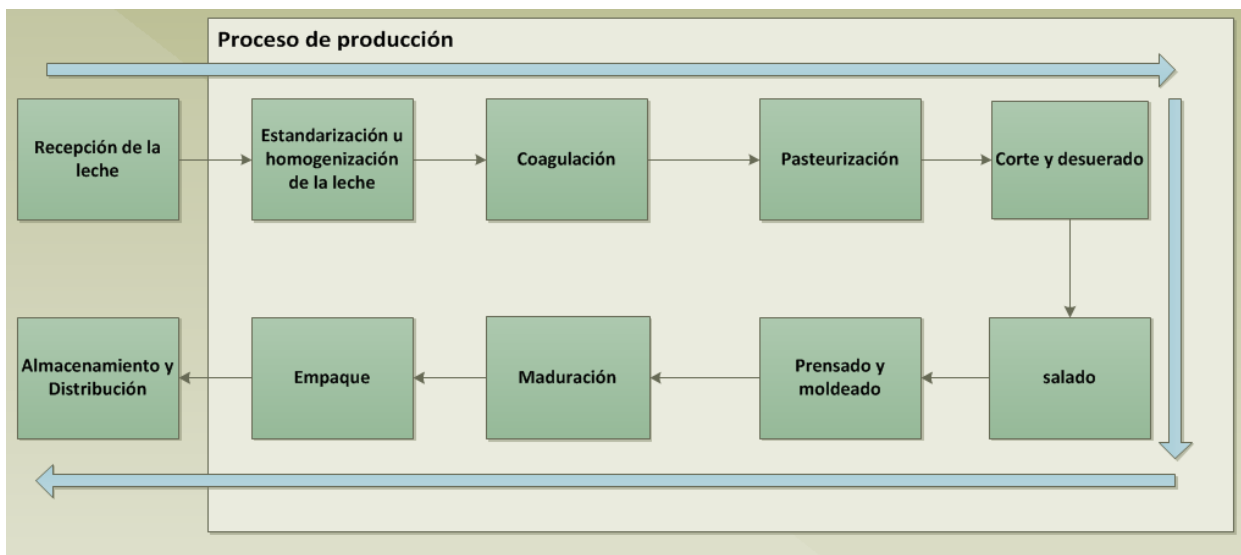 Proceso de producción
Recepción de la
leche
Estandarización u
homogenización
de la leche
Coagulación
Pasteurización
Corte y desuerado
salado
Prensado y
moldeado
Maduración
Empaque
Almacenamiento y
Distribución